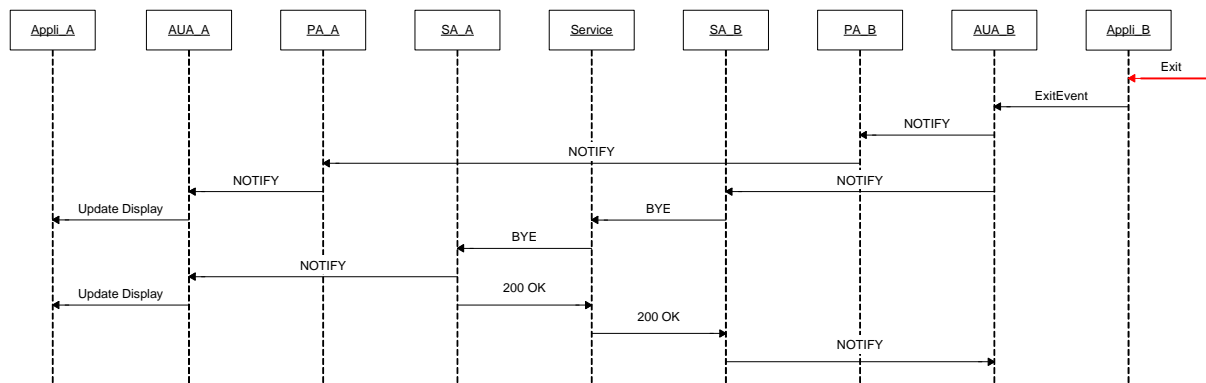 Appli_A
AUA_A
PA_A
SA_A
Service
SA_B
PA_B
AUA_B
Appli_B
Exit
ExitEvent
NOTIFY
NOTIFY
NOTIFY
NOTIFY
Update Display
BYE
BYE
NOTIFY
Update Display
200 OK
200 OK
NOTIFY